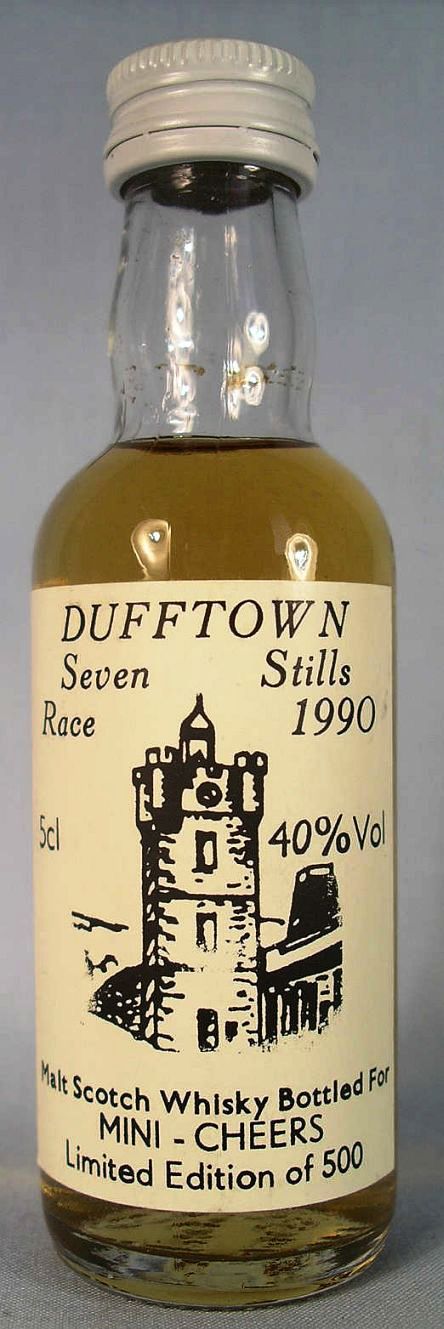 DUFFTOWN
Seven Stills
Race 1990
5cl 40% Vol
Malt Scotch Whisky Bottled For
MINI - CHEERS
Limited Edition of 500